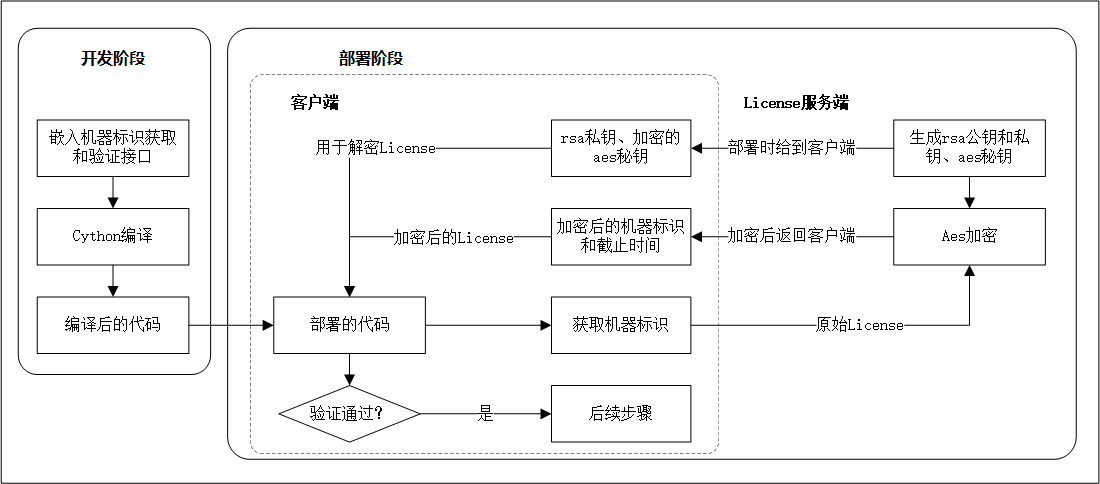 开发阶段
嵌入机器标识获取
和验证接口
Cython编译
编译后的代码
部署阶段
客户端
License服务端
用于解密License
rsa私钥、加密的
aes秘钥
部署时给到客户端
生成rsa公钥和私
钥、aes秘钥
加密后的License
加密后的机器标识
和截止时间
加密后返回客户端
Aes加密
部署的代码
获取机器标识
原始License
验证通过?
是
后续步骤